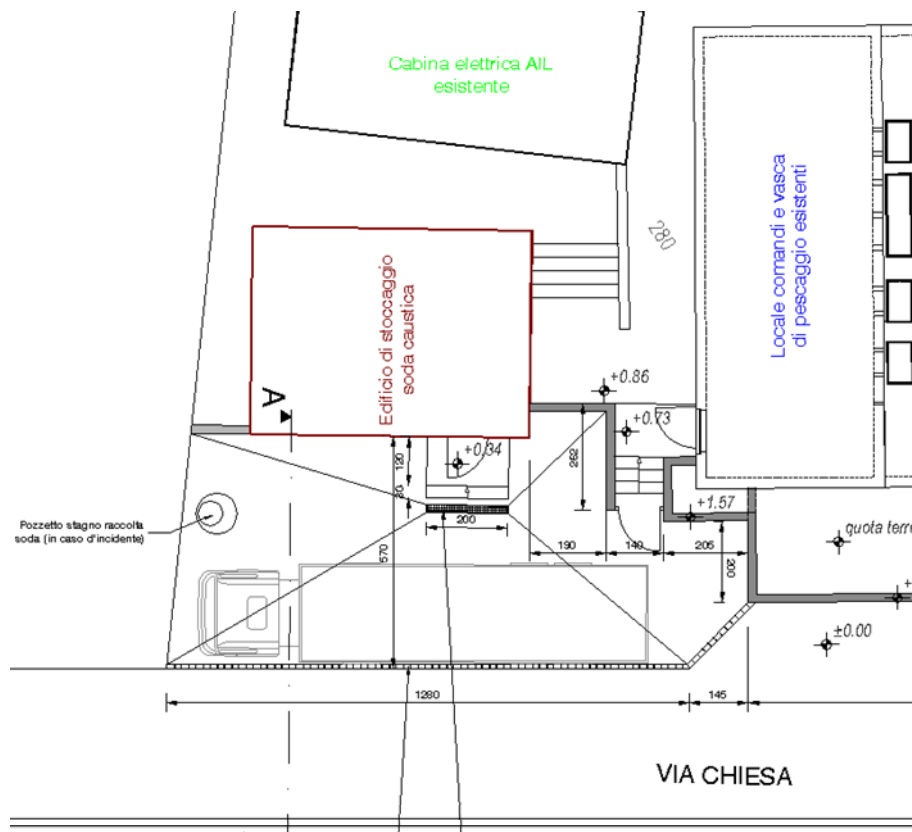 Cabina elettrica AIL
esistente
Locale comandi e vasca
di pescaggio esistenti
280
Edificio di stoccaggio
soda caustica
A
+0.86
+0.73
+0.34
262
120
30
200
+1.57
Pozzetto stagno raccolta
soda (in caso d'incidente)
570
190
140
205
200
quota terre
+
±0.00
1280
145
VIA CHIESA